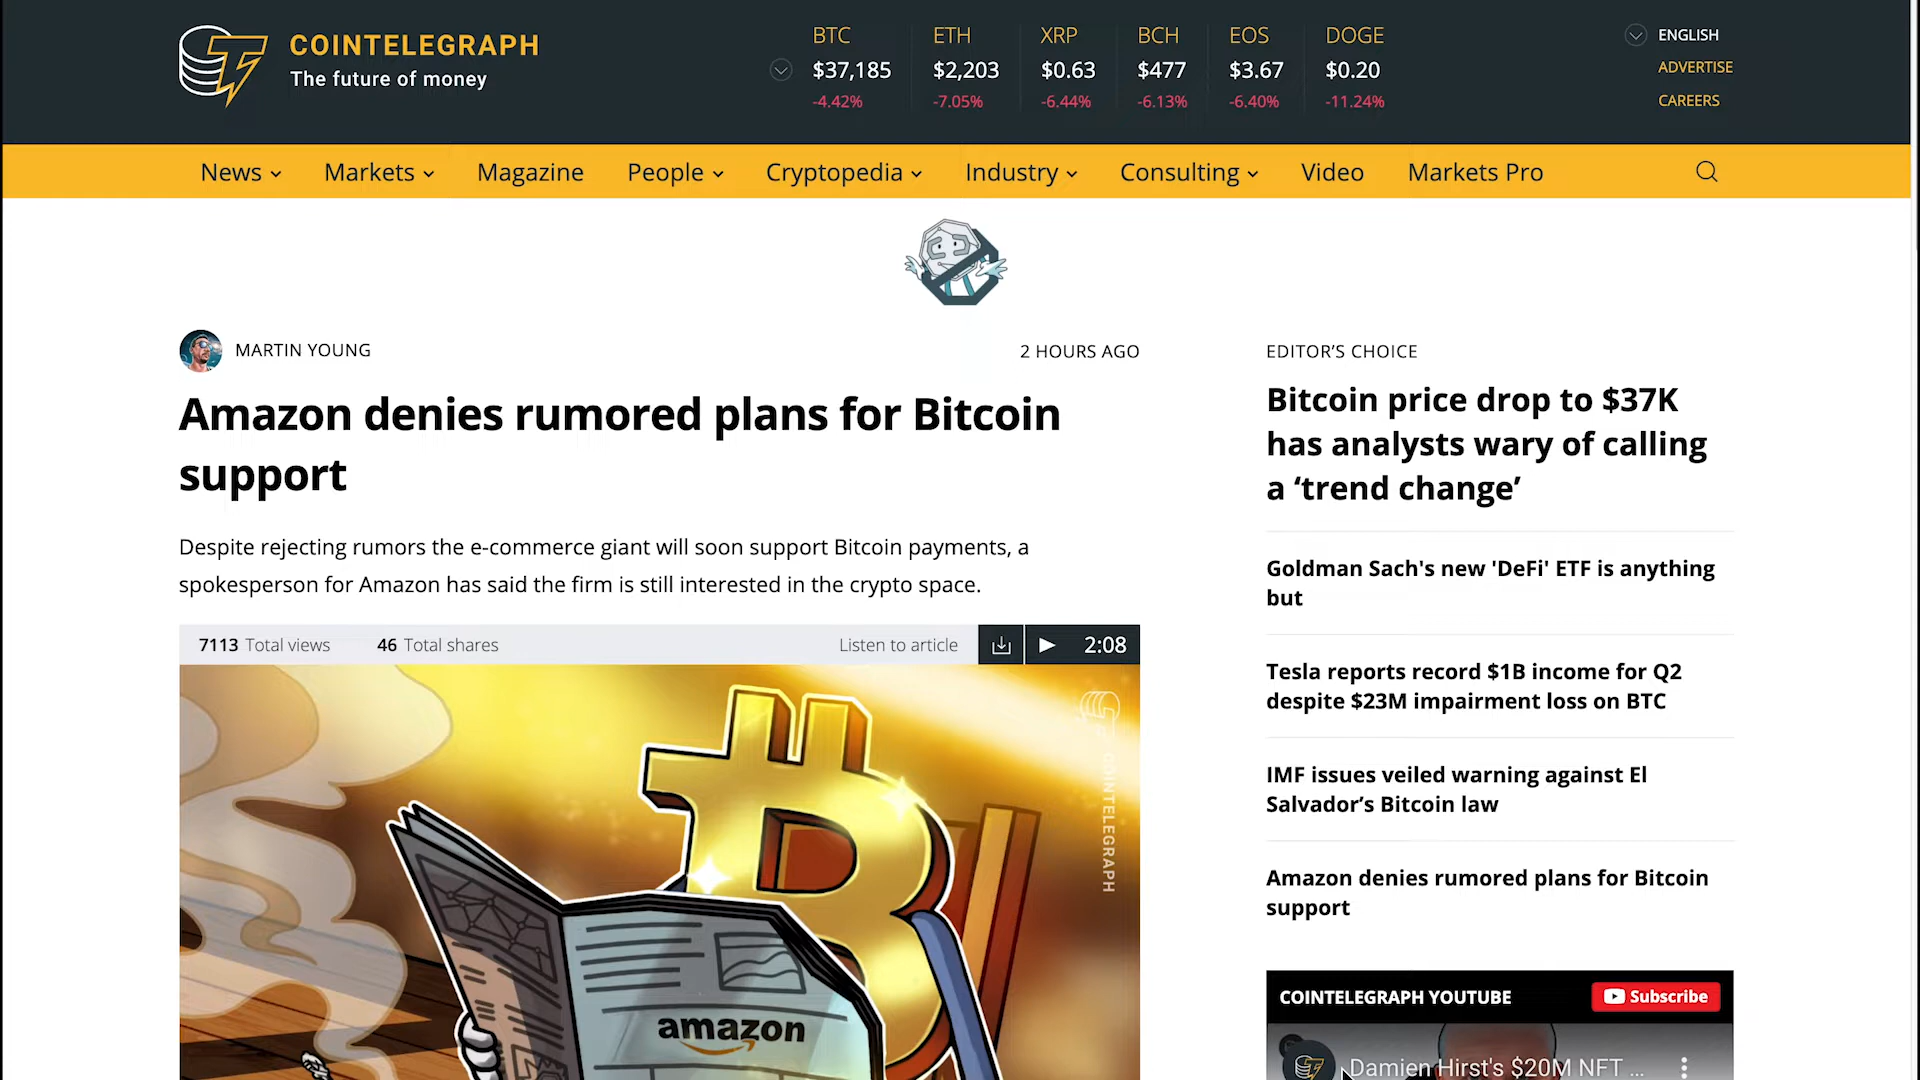 COINTELEGRAPH
The future of money
BTC
$37,185
-4.42%
ETH
$2,203
-7.05%
XRP
$0.63
-6.44%
BCH
$477
-6.13%
EOS
$3.67
-6.40%
DOGE
$0.20
-11.24%
ENGLISH
ADVERTISE
CAREERS
News
Markets
Magazine
People
Cryptopedia
Industry
Consulting
Video
Markets Pro
MARTIN YOUNG
2 HOURS AGO
Amazon denies rumored plans for Bitcoin
support
Despite rejecting rumors the e-commerce giant will soon support Bitcoin payments, a
spokesperson for Amazon has said the firm is still interested in the crypto space.
7113 Total views
46 Total shares
Listen to article
2:08
COINTELEGRAPH
amazon
EDITOR’S CHOICE
Bitcoin price drop to $37K
has analysts wary of calling
a ‘trend change’
Goldman Sach's new 'DeFi' ETF is anything
but
Tesla reports record $1B income for Q2
despite $23M impairment loss on BTC
IMF issues veiled warning against El
Salvador’s Bitcoin law
Amazon denies rumored plans for Bitcoin
support
COINTELEGRAPH YOUTUBE
Subscribe
Damien Hirst's $20M NFT ...